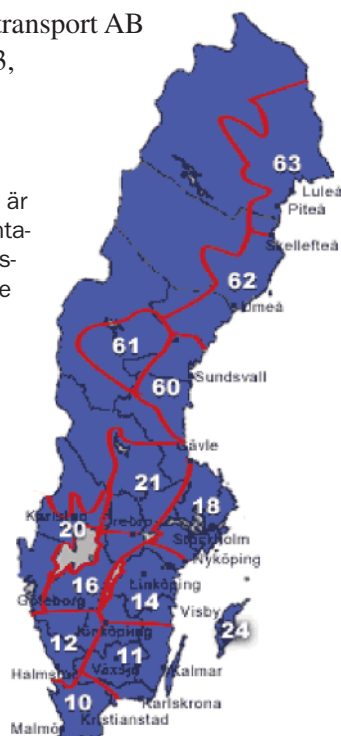 transport AB
3,
är
nta-
s-
e
63
Luleå
Piteå
Skellefteå
62
Umeå
61
60
Sundsvall
Gävle
21
18
Karlstad
20
Örebro
Stockholm
Nyköping
16
Linköping
Göteborg
14
Visby
24
Jönköping
12
11
Växjö
Kalmar
Halmstad
10
Karlskrona
Kristianstad
Malmö